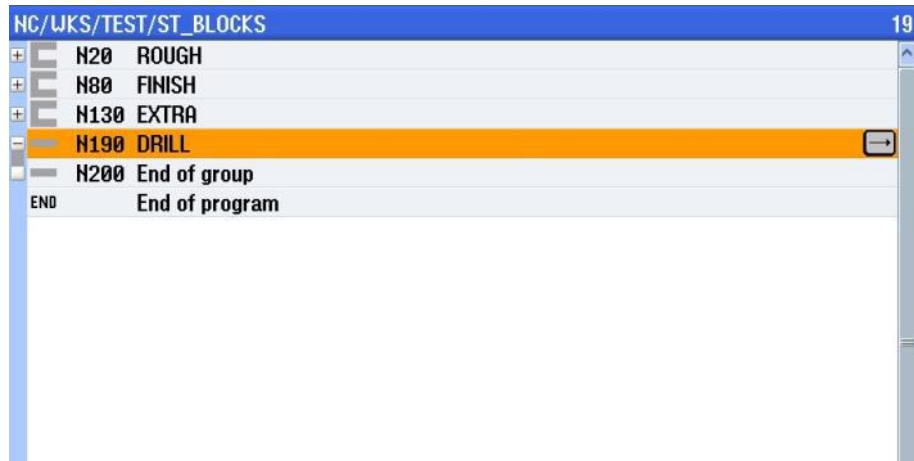 NC/WKS/TEST/ST_BLOCKS 19
N20 ROUGH
N80 FINISH
N130 EXTRA
N190 DRILL
N200 End of group
END End of program